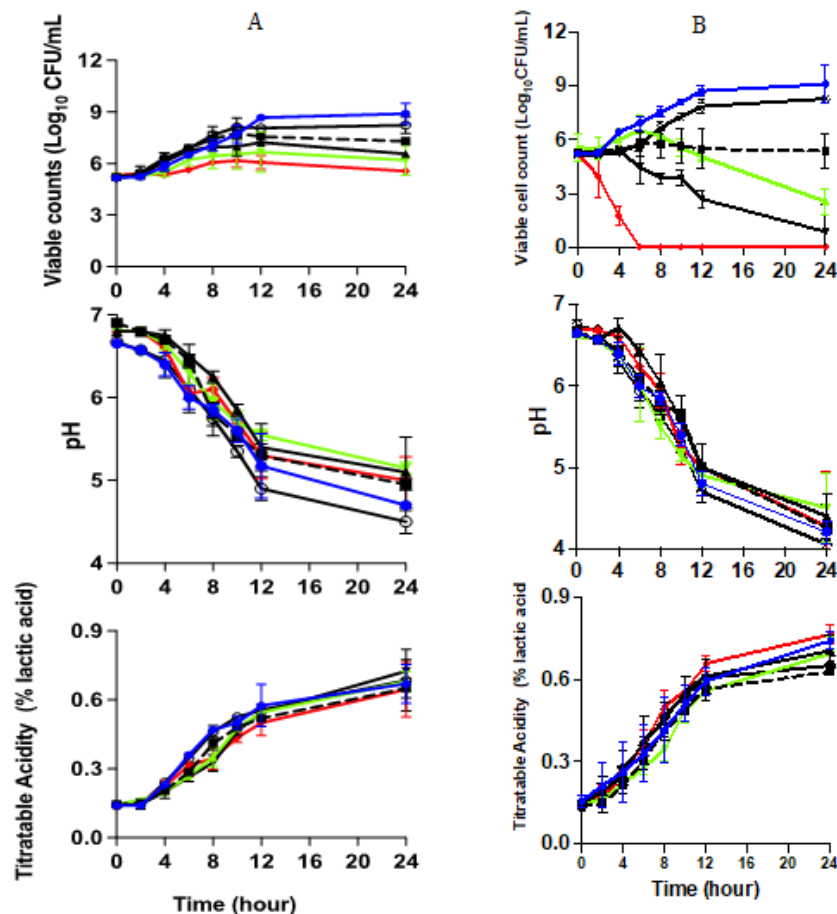 A
B
Viable counts (Log10 CFU/mL)
12
9
6
3
0
0 4 8 12 16 20 24
Viable cell count (Log10CFU/mL)
12
9
6
3
0
0 4 8 12 16 20 24
pH
7
6
5
4
0 4 8 12 16 20 24
pH
7
6
5
4
0 4 8 12 16 20 24
Titratable Acidity (% lactic acid)
0.9
0.6
0.3
0.0
0 4 8 12 16 20 24
Time (hour)
Titratable Acidity (% lactic acid
0.9
0.6
0.3
0.0
0 4 8 12 16 20 24
Time (hour)